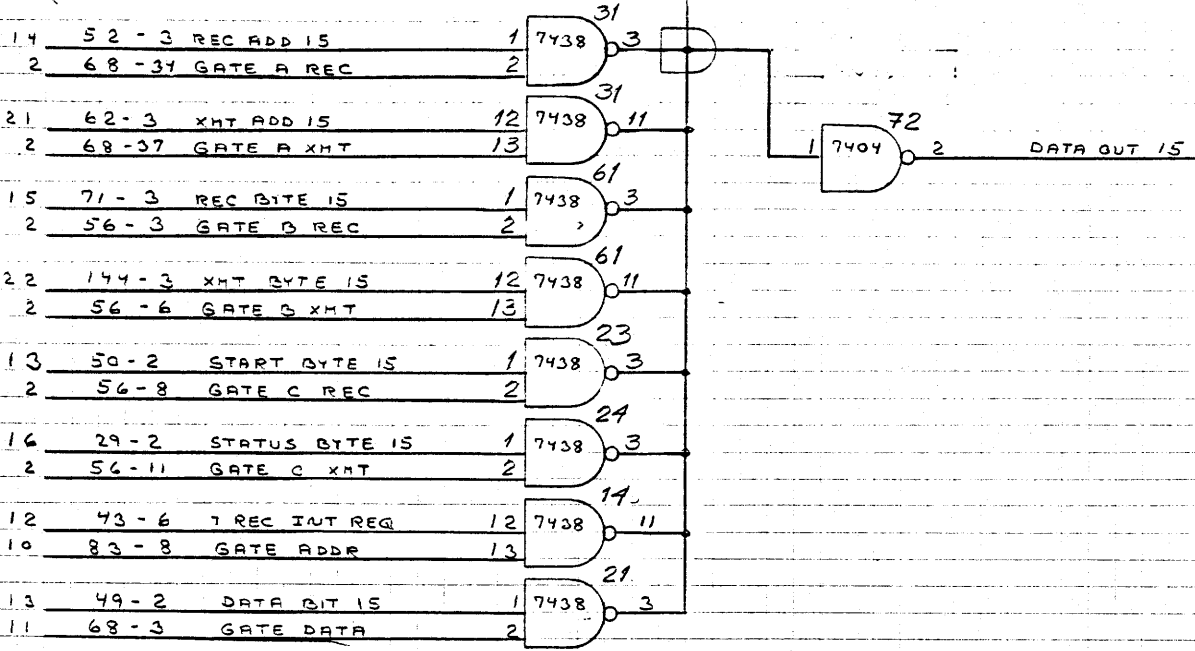 31
14 52-3 REC ADD 15 1 7438 3
2 68-34 GATE A REC 2
31
21 62-3 XMT ADD 15 12 7438 11
2 68-37 GATE A XMT 13
72
1 7404 2 DATA OUT 15
61
15 71-3 REC BYTE 15 1 7438 3
2 56-3 GATE B REC 2
61
22 144-3 XMT BYTE 15 12 7438 11
2 56-6 GATE B XMT 13
23
13 50-2 START BYTE 15 1 7438 3
2 56-8 GATE C REC 2
24
16 29-2 STATUS BYTE 15 1 7438 3
2 56-11 GATE C XMT 2
14
12 43-6 7 REC INT REQ 12 7438 11
10 83-8 GATE ADDR 13
21
13 49-2 DATA BIT 15 1 7438 3
11 68-3 GATE DATA 2